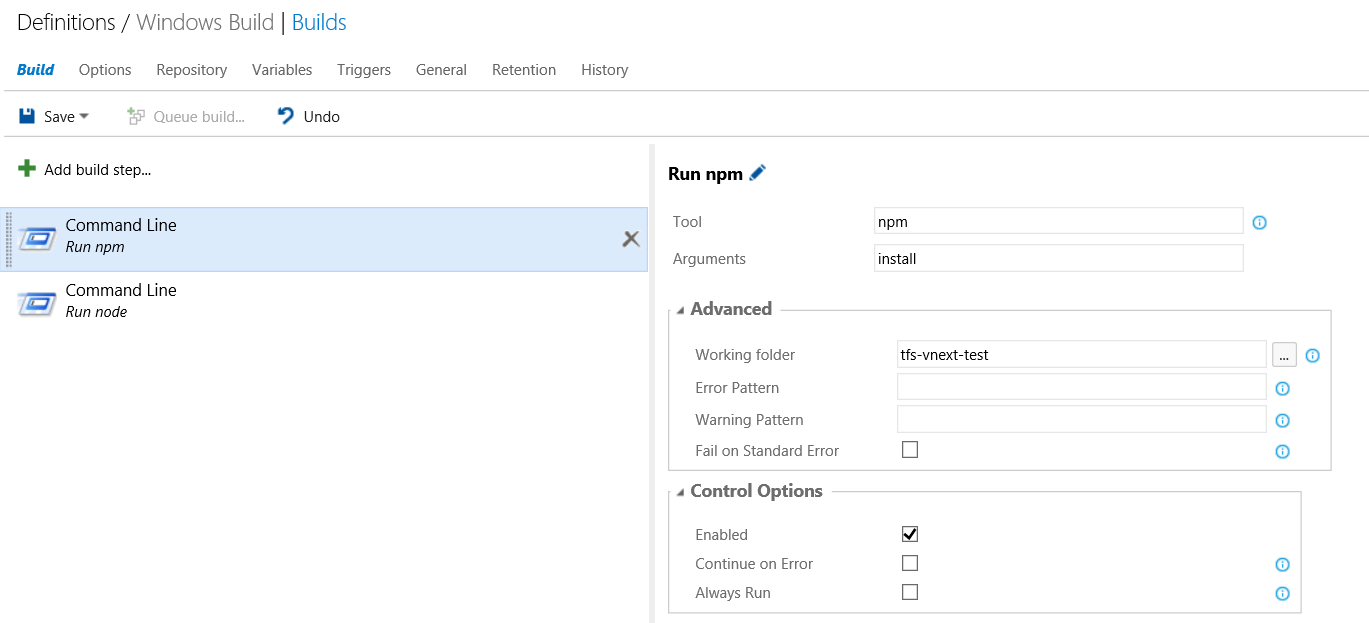 Definitions / Windows Build | Builds
Build Options Repository Variables Triggers General Retention History
Save Queue build... Undo
Add build step...
Command Line
Run npm
Command Line
Run node
Run npm
Tool npm
Arguments install
Advanced
Working folder tfs-vnext-test ...
Error Pattern
Warning Pattern
Fail on Standard Error
Control Options
Enabled
Continue on Error
Always Run